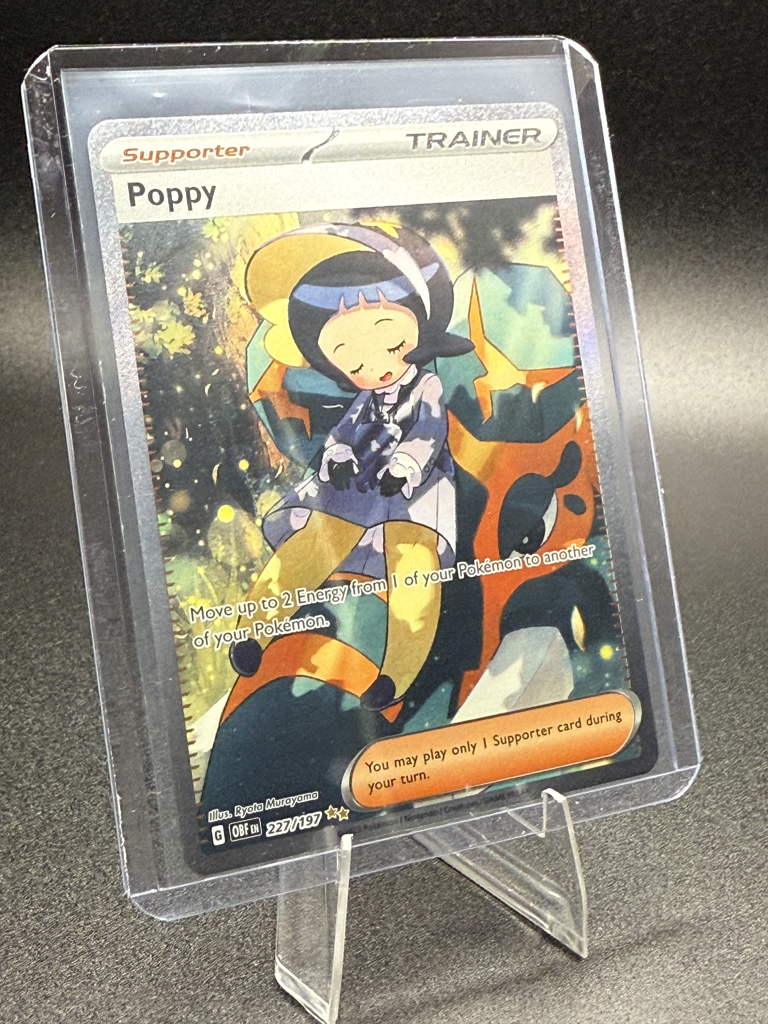 Supporter
TRAINER
Poppy
Move up to 2 Energy from 1 of your Pokémon to another
of your Pokémon.
You may play only 1 Supporter card during
your turn.
Illus. Ryota Murayama
G OBF EN 227/197 ★★